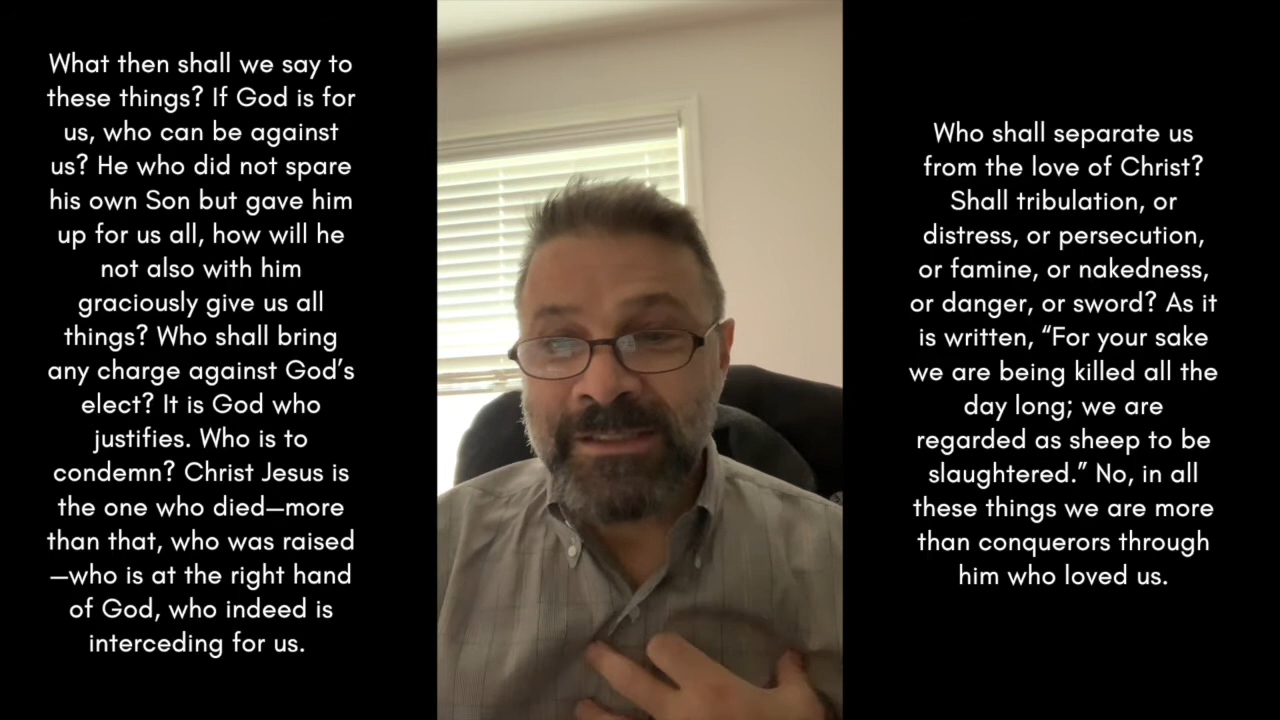 What then shall we say to
these things? If God is for
us, who can be against
us? He who did not spare
his own Son but gave him
up for us all, how will he
not also with him
graciously give us all
things? Who shall bring
any charge against God’s
elect? It is God who
justifies. Who is to
condemn? Christ Jesus is
the one who died—more
than that, who was raised
—who is at the right hand
of God, who indeed is
interceding for us.
Who shall separate us
from the love of Christ?
Shall tribulation, or
distress, or persecution,
or famine, or nakedness,
or danger, or sword? As it
is written, “For your sake
we are being killed all the
day long; we are
regarded as sheep to be
slaughtered.” No, in all
these things we are more
than conquerors through
him who loved us.